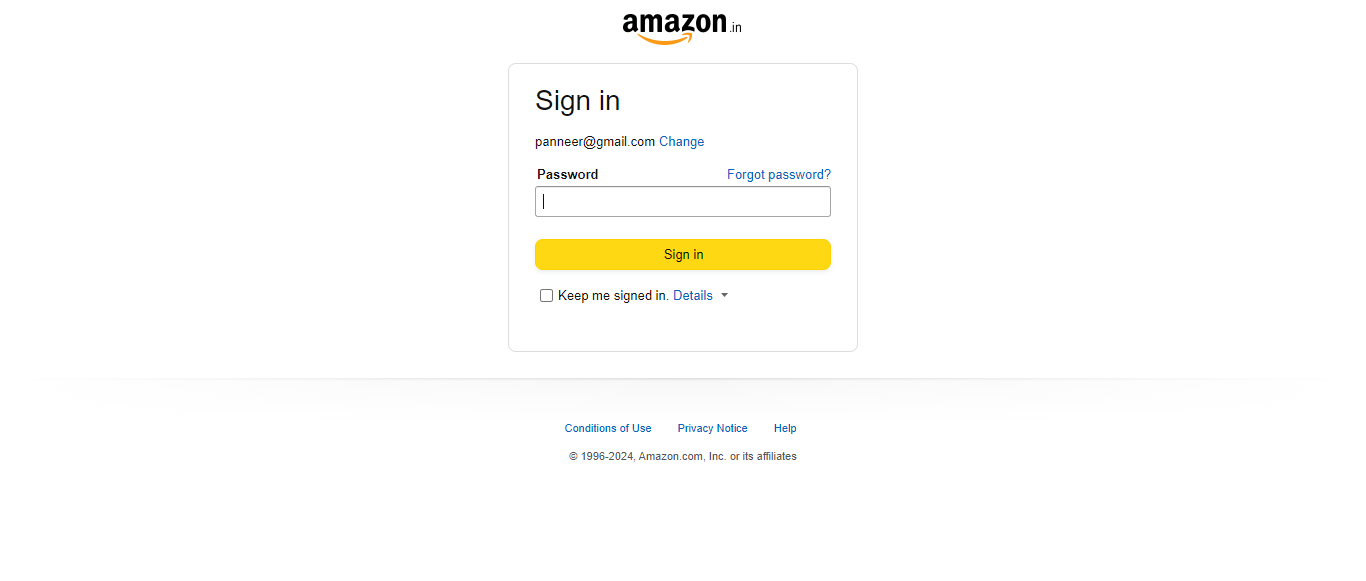 amazon.in
Sign in
panneer@gmail.com Change
Password Forgot password?
Sign in
Keep me signed in. Details
Conditions of Use Privacy Notice Help
© 1996-2024, Amazon.com, Inc. or its affiliates